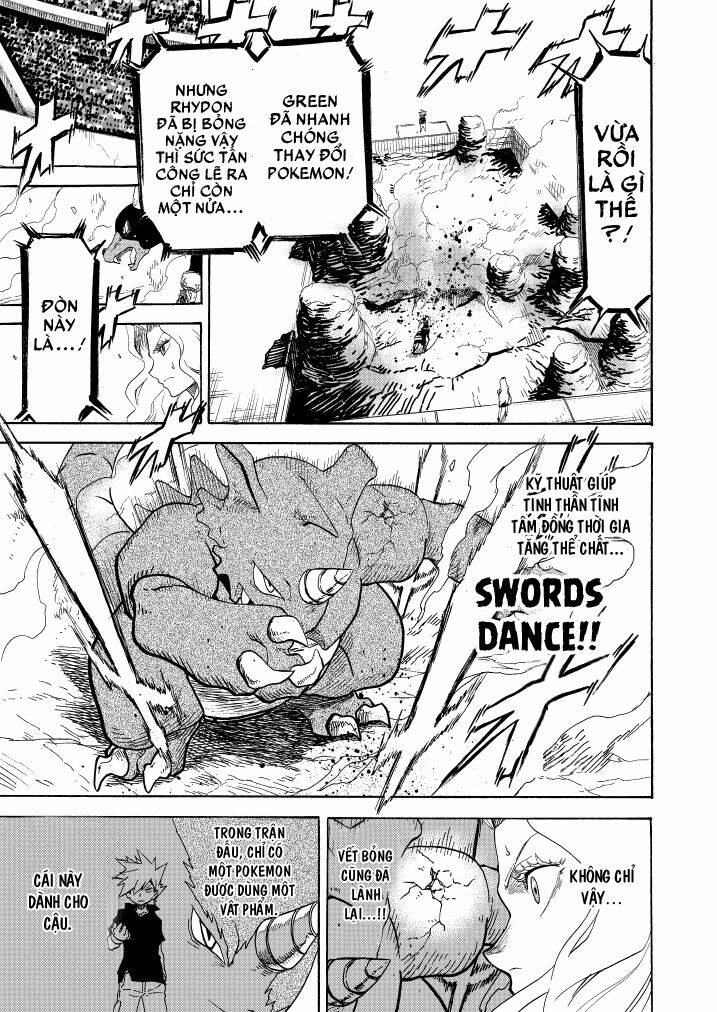 VỪA
RỒI
LÀ GÌ
THẾ
?!
GREEN
ĐÃ NHANH
CHÓNG
THAY ĐỔI
POKEMON!
NHƯNG
RHYDON
ĐÃ BỊ BỎNG
NẶNG VẬY
THÌ SỨC TẤN
CÔNG LẼ RA
CHỈ CÒN
MỘT NỬA...
ĐÒN
NÀY
LÀ...!
KỸ THUẬT GIÚP
TINH THẦN TĨNH
TÂM ĐỒNG THỜI GIA
TĂNG THỂ CHẤT...
SWORDS
DANCE!!
KHÔNG CHỈ
VẬY...
VẾT BỎNG
CŨNG ĐÃ
LÀNH
LẠI...!!
TRONG TRẬN
ĐẤU, CHỈ CÓ
MỘT POKEMON
ĐƯỢC DÙNG MỘT
VẬT PHẨM.
CÁI NÀY
DÀNH CHO
CẬU.